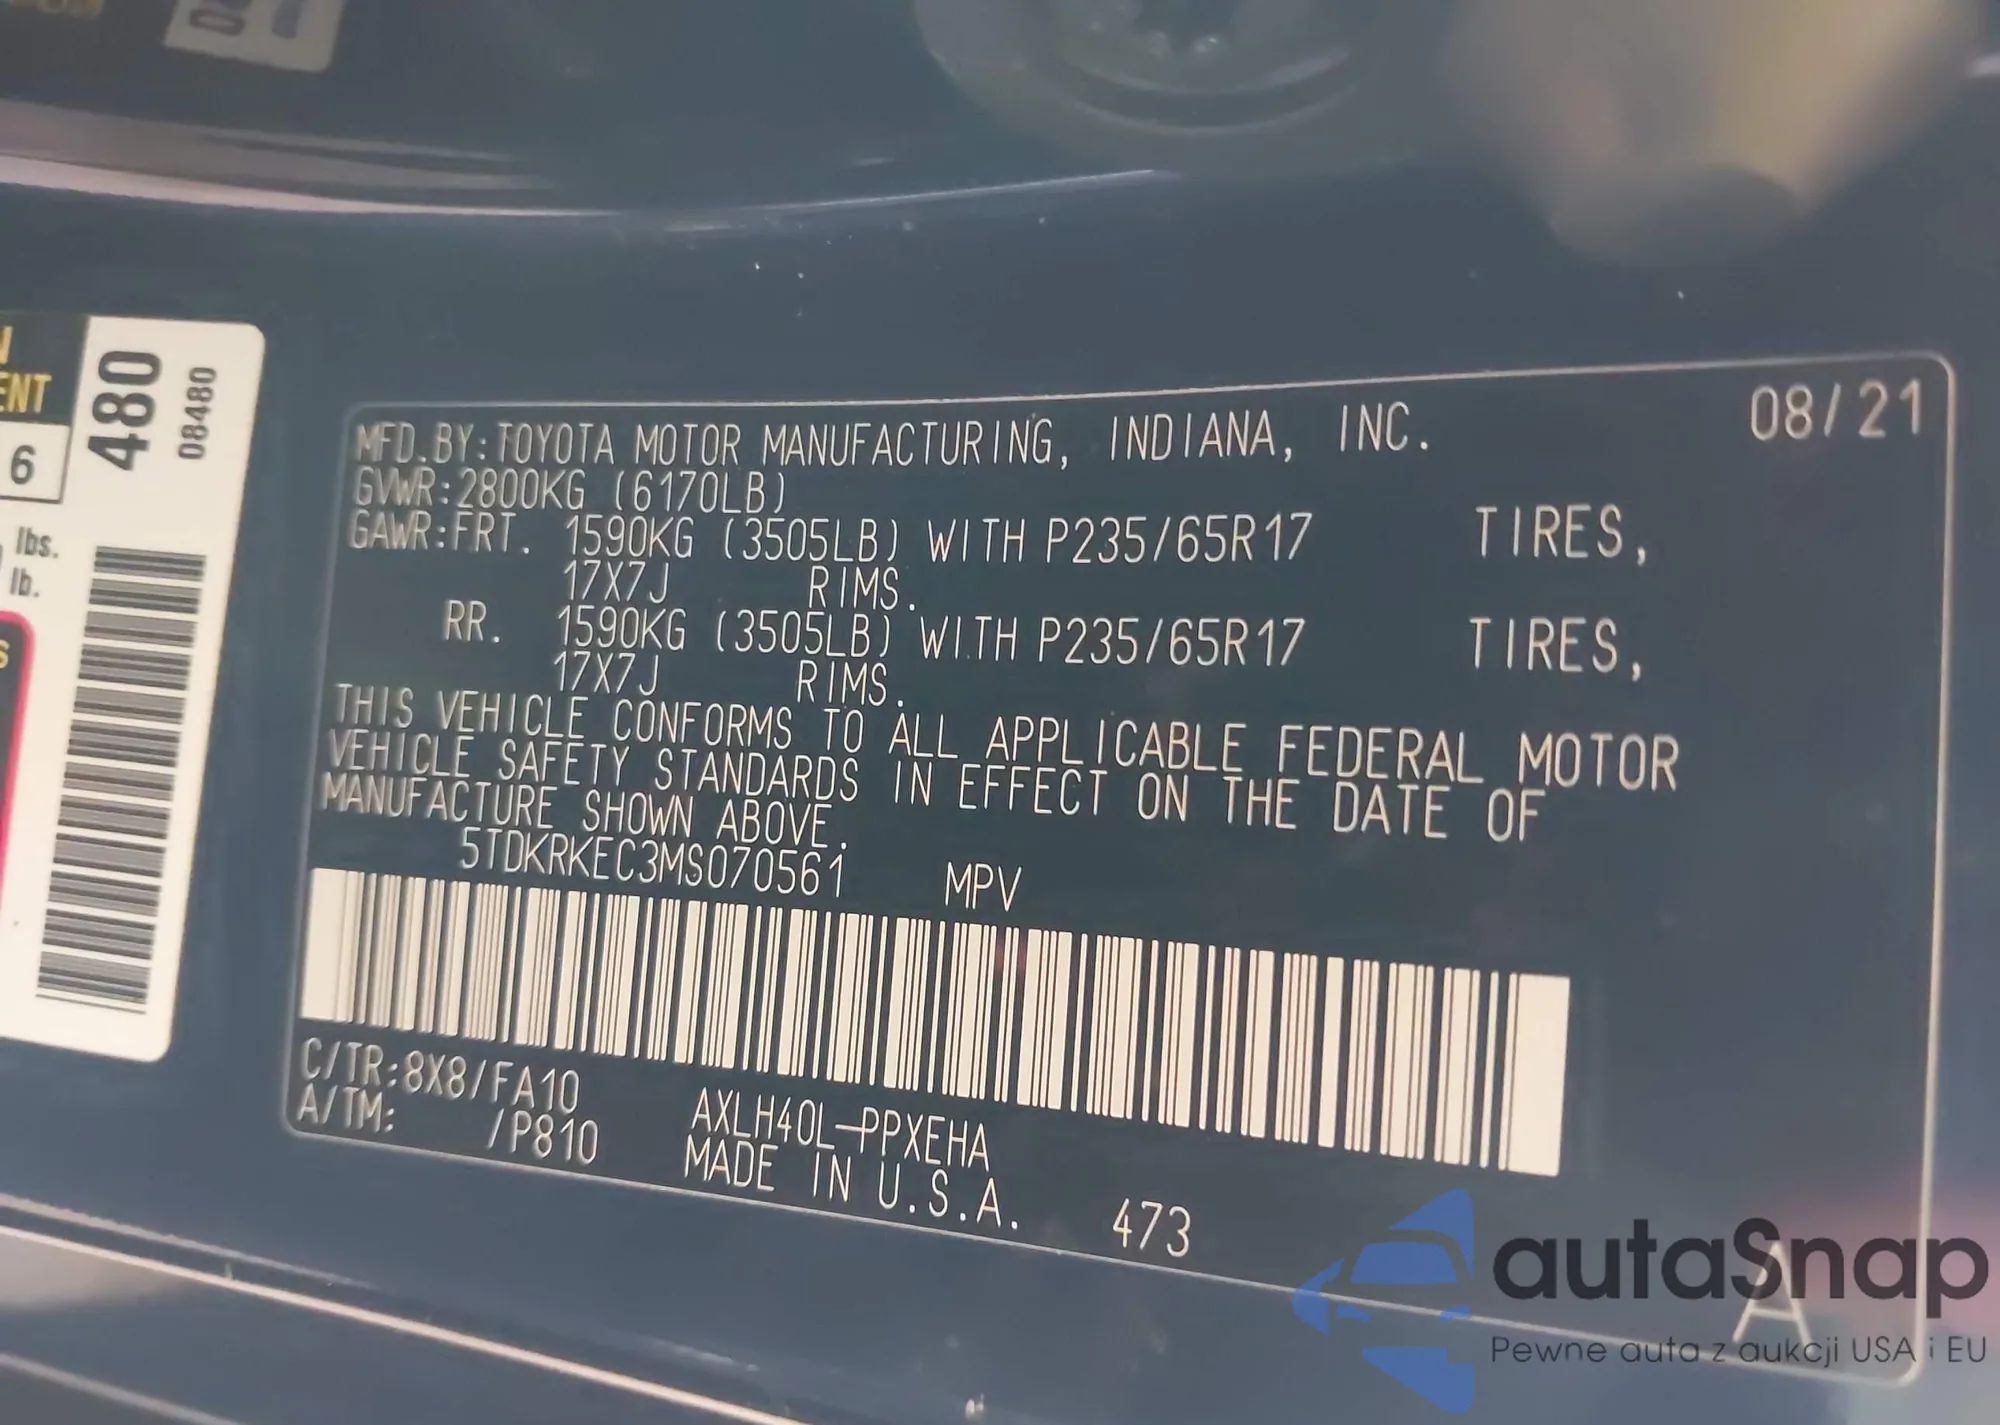 N
ENT
6
480
08480
lbs.
lb.
S
08/21
MFD.BY:TOYOTA MOTOR MANUFACTURING, INDIANA, INC.
GVWR:2800KG (6170LB)
GAWR:FRT. 1590KG (3505LB) WITH P235/65R17 TIRES,
17X7J RIMS.
RR. 1590KG (3505LB) WITH P235/65R17 TIRES,
17X7J RIMS.
THIS VEHICLE CONFORMS TO ALL APPLICABLE FEDERAL MOTOR
VEHICLE SAFETY STANDARDS IN EFFECT ON THE DATE OF
MANUFACTURE SHOWN ABOVE.
5TDKRKEC3MS070561 MPV
C/TR:8X8/FA10
A/TM: /P810
AXLH40L-PPXEHA
MADE IN U.S.A.
473
A
autaSnap
Pewne auta z aukcji USA i EU